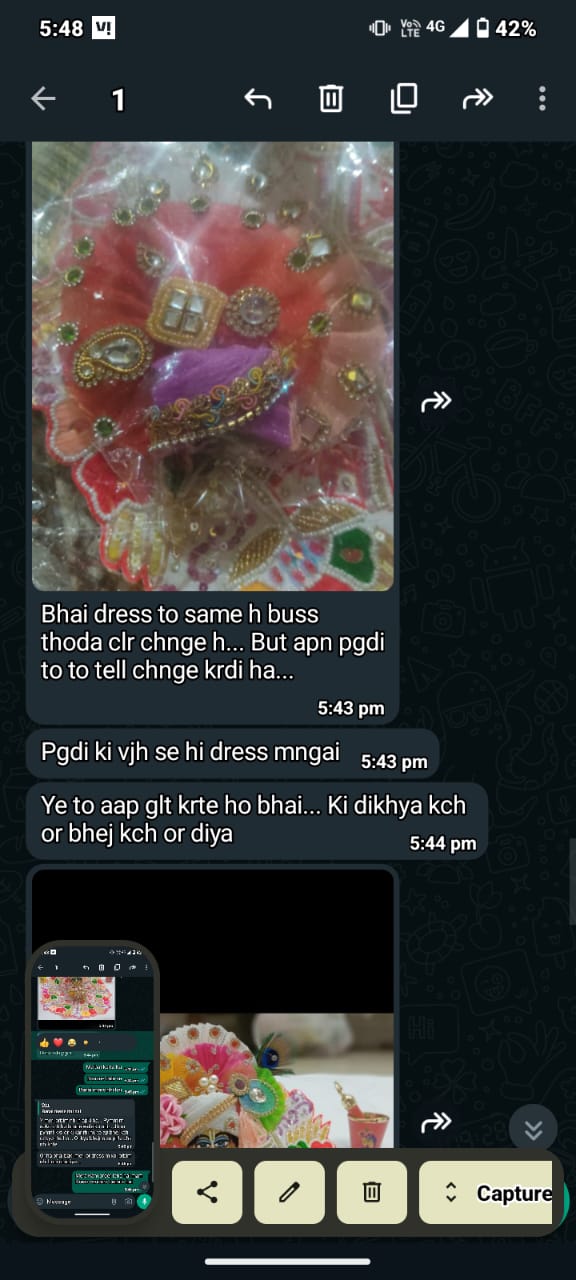 5:48
Vo))
LTE
4G
42%
1
Bhai dress to same h buss
thoda clr chnge h... But apn pgdi
to to tell chnge krdi ha...
5:43 pm
Pgdi ki vjh se hi dress mngai
5:43 pm
Ye to aap glt krte ho bhai... Ki dikhya kch
or bhej kch or diya
5:44 pm
Hi
Message
Capture